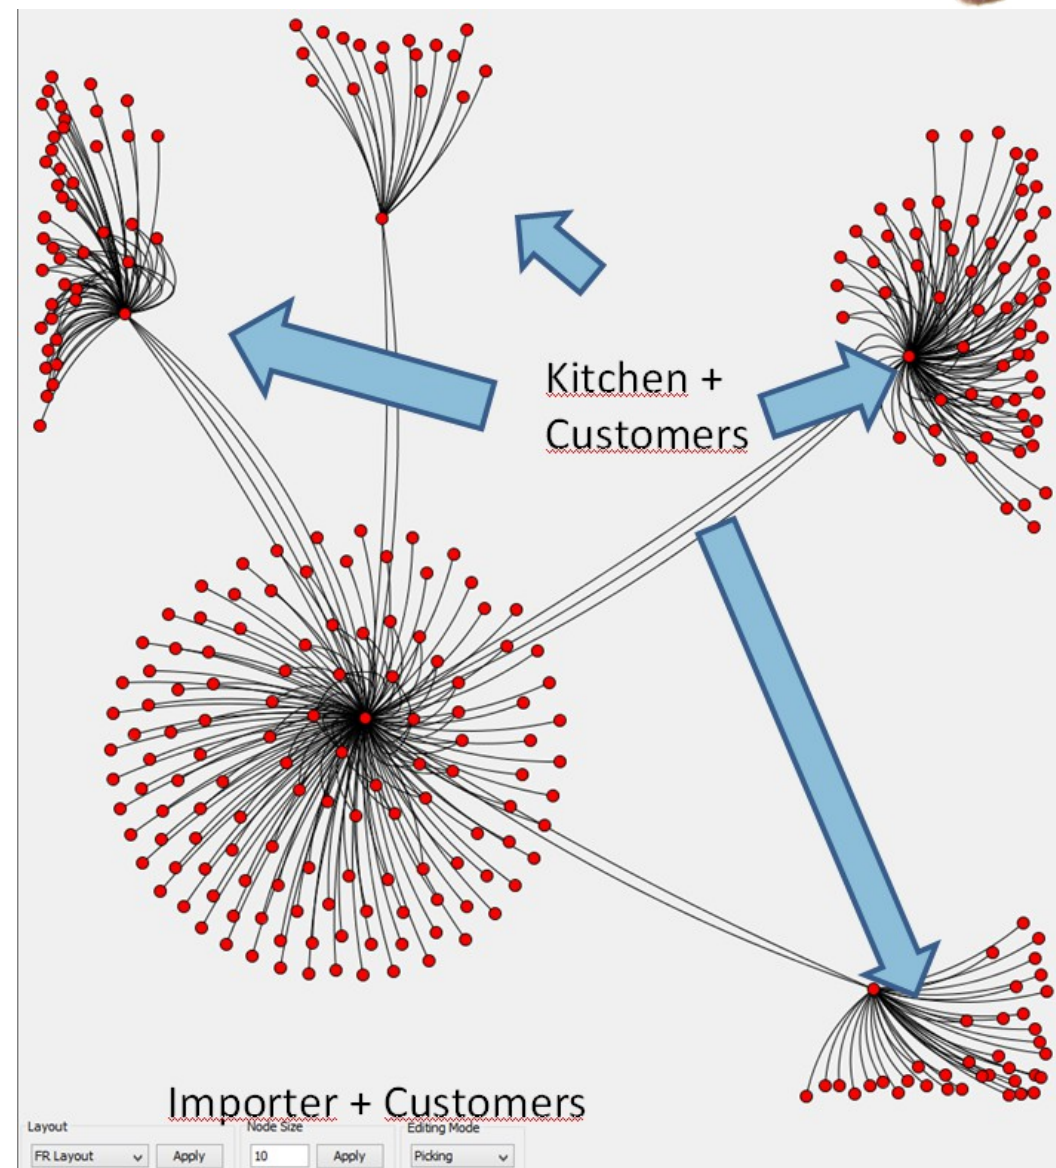 Kitchen +
Customers
Importer + Customers
Layout
Node Size
Editing Mode
FR Layout
Apply
10
Apply
Picking